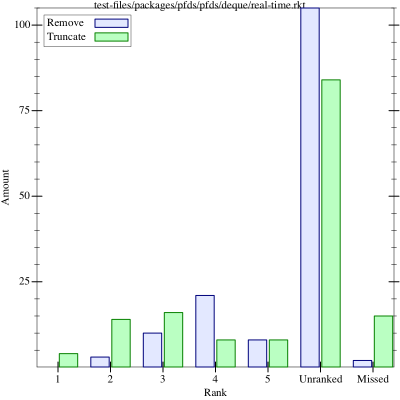 test-files/packages/pfds/pfds/deque/real-time.rkt
Remove
Truncate
100
75
50
25
Amount
1 2 3 4 5 Unranked Missed
Rank